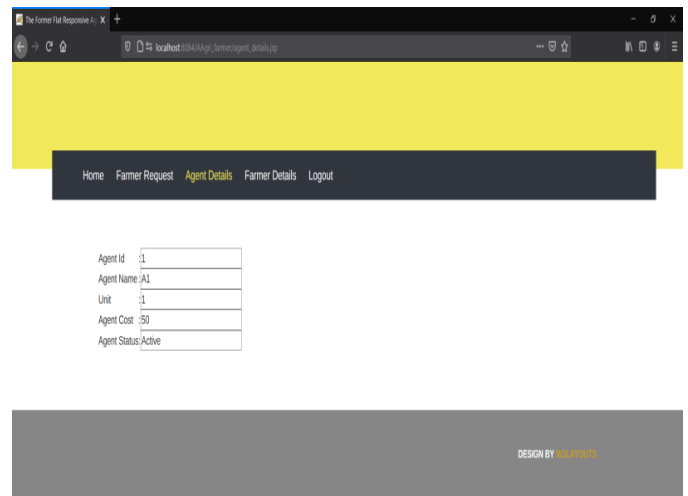 The Former Flat Responsive Ag X +
localhost:8084/AAgri_farmer/agent_details.jsp
Home Farmer Request Agent Details Farmer Details Logout
Agent Id :1
Agent Name:A1
Unit :1
Agent Cost :50
Agent Status:Active
DESIGN BY W3LAYOUTS